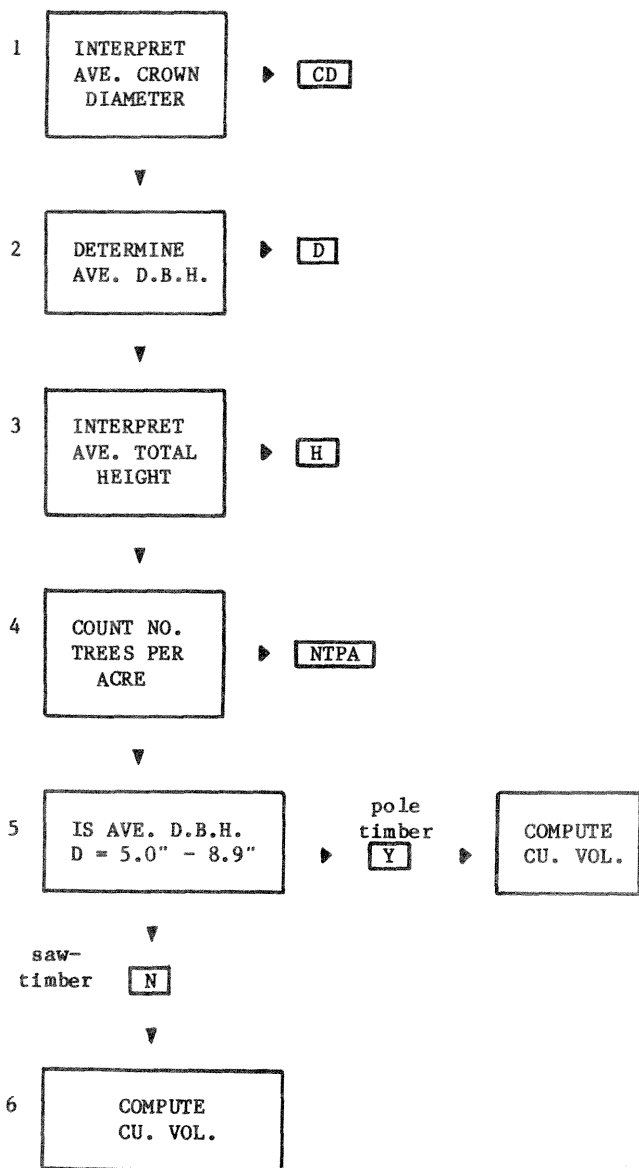 1 INTERPRET
AVE. CROWN
DIAMETER
CD
2 DETERMINE
AVE. D.B.H.
D
3 INTERPRET
AVE. TOTAL
HEIGHT
H
4 COUNT NO.
TREES PER
ACRE
NTPA
5 IS AVE. D.B.H.
D = 5.0" - 8.9"
pole
timber
Y
COMPUTE
CU. VOL.
saw-
timber
N
6 COMPUTE
CU. VOL.